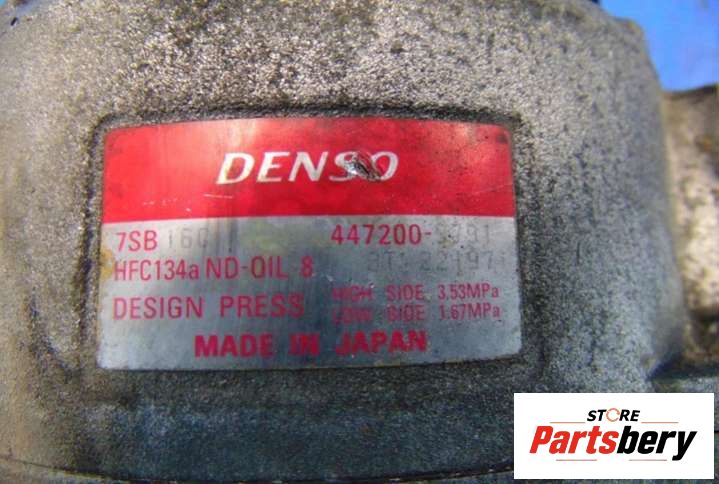 DENSO
7SB 16C 447200-
HFC134a ND-OIL 8
DESIGN PRESS HIGH SIDE 3.53MPa
LOW SIDE 1.67MPa
MADE IN JAPAN
STORE
Partsbery